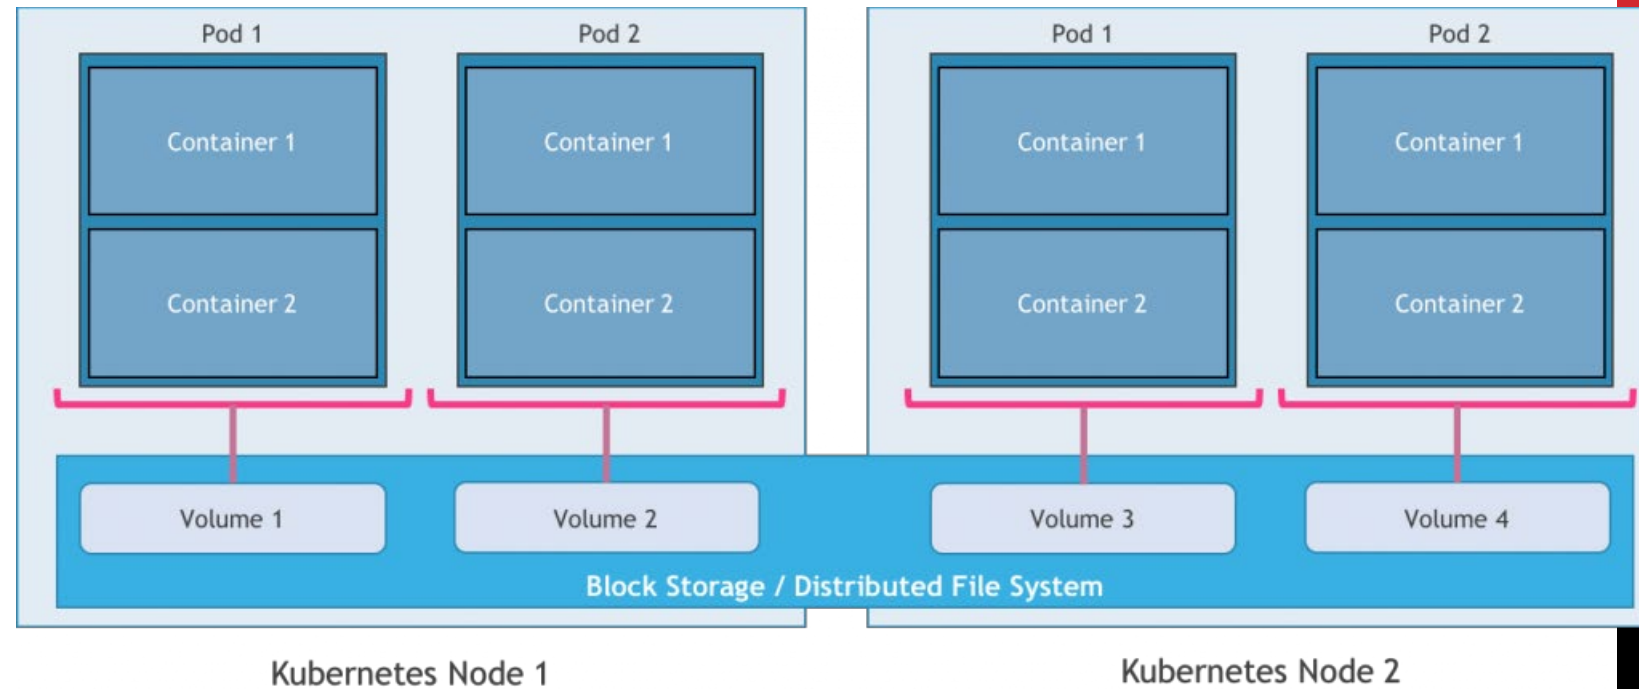 Pod 1
Pod 2
Container 1
Container 1
Container 2
Container 2
Pod 1
Pod 2
Container 1
Container 1
Container 2
Container 2
Volume 1
Volume 2
Volume 3
Volume 4
Block Storage / Distributed File System
Kubernetes Node 1
Kubernetes Node 2